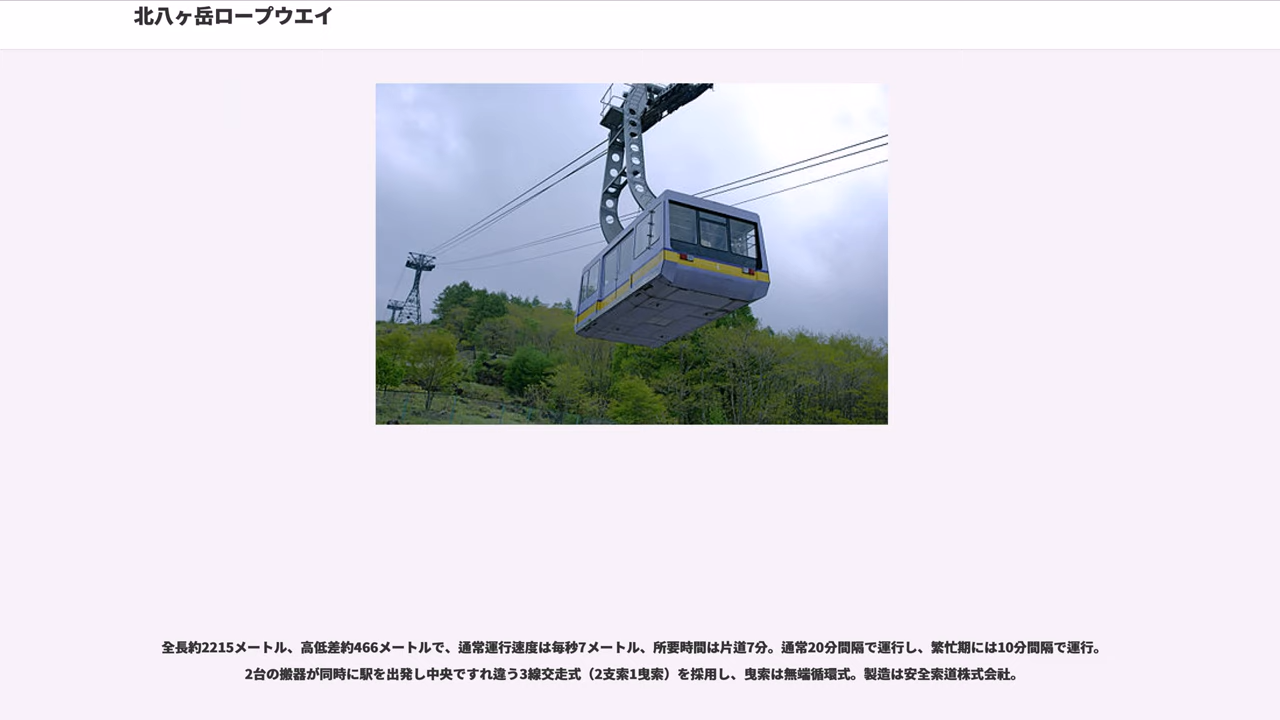 北八ヶ岳ロープウエイ
全長約2215メートル、高低差約466メートルで、通常運行速度は毎秒7メートル、所要時間は片道7分。通常20分間隔で運行し、繁忙期には10分間隔で運行。
2台の搬器が同時に駅を出発し中央ですれ違う3線交走式（2支索1曳索）を採用し、曳索は無端循環式。製造は安全索道株式会社。